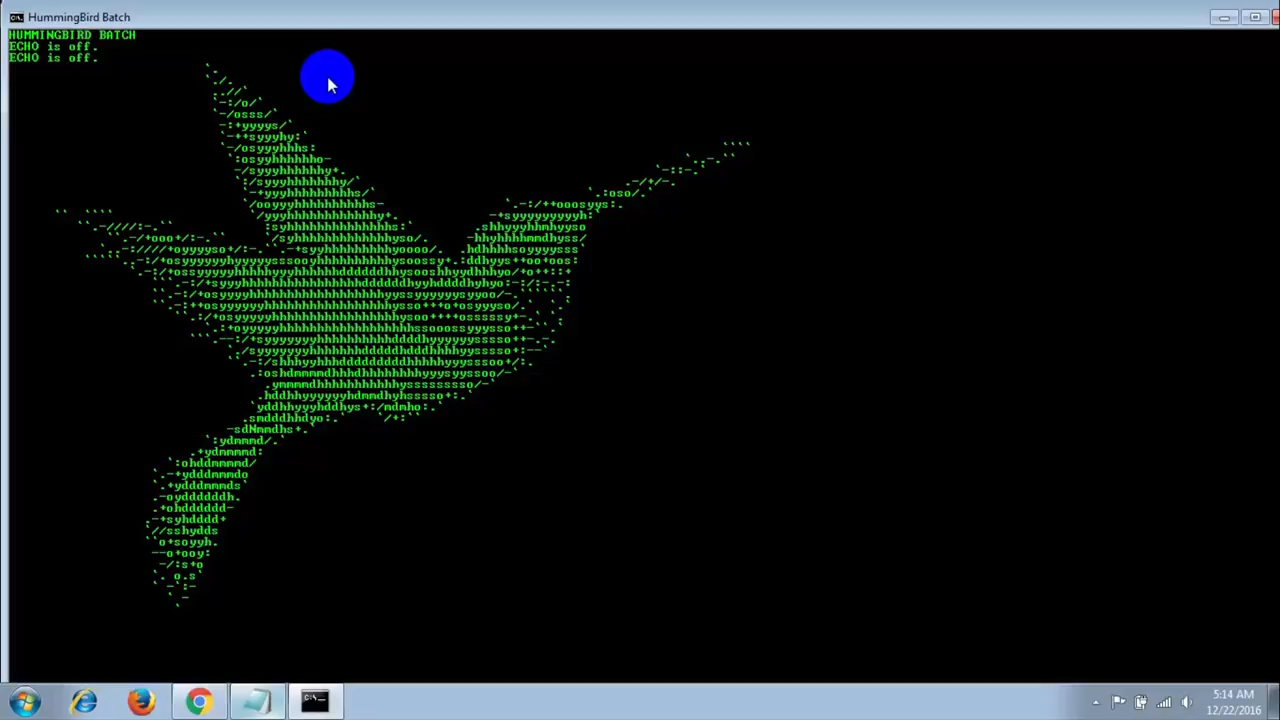 HummingBird Batch
HUMMINGBIRD BATCH
ECHO is off.
ECHO is off.
C:\_
5:14 AM
12/22/2016